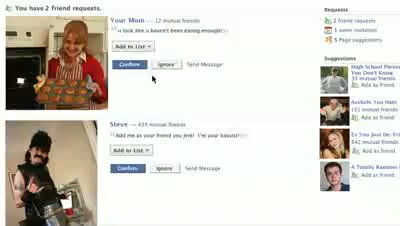 You have 2 friend requests.
Your Mom — 12 mutual friends
"u look like u haven't been eating enough!"
Add to List
Confirm
Ignore
Send Message
Steve — 439 mutual friends
"Add me as your friend you jerk!. I'm your bassist!"
Add to List
Confirm
Ignore
Send Message
Requests
2 friend requests
1 event invitation
5 Page suggestions
Suggestions
High School Person
You Don't Know
35 mutual friends
Add as friend
Asshole You Hate
151 mutual friends
Add as friend
Ex You Just De-Fri
842 mutual friends
Add as friend
A Totally Random
Add as friend